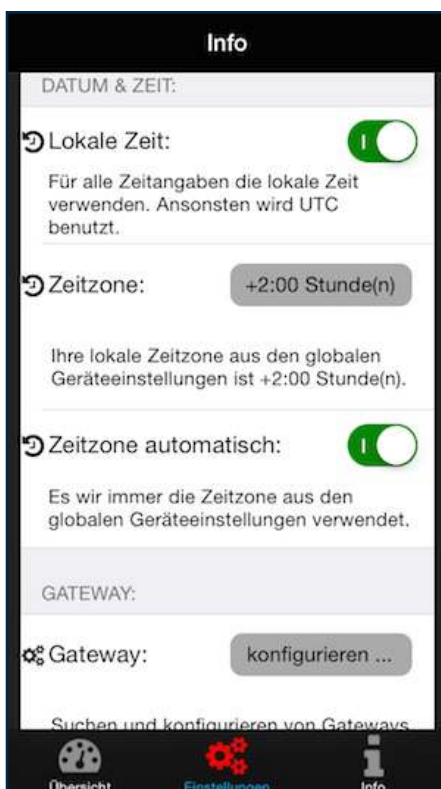 Info
DATUM & ZEIT:
Lokale Zeit:
Für alle Zeitangaben die lokale Zeit
verwenden. Ansonsten wird UTC
benutzt.
Zeitzone:
+2:00 Stunde(n)
Ihre lokale Zeitzone aus den globalen
Geräteeinstellungen ist +2:00 Stunde(n).
Zeitzone automatisch:
Es wir immer die Zeitzone aus den
globalen Geräteeinstellungen verwendet.
GATEWAY:
Gateway:
konfigurieren ...
Suchen und konfigurieren von Gateways
Übersicht
Einstellungen
Info